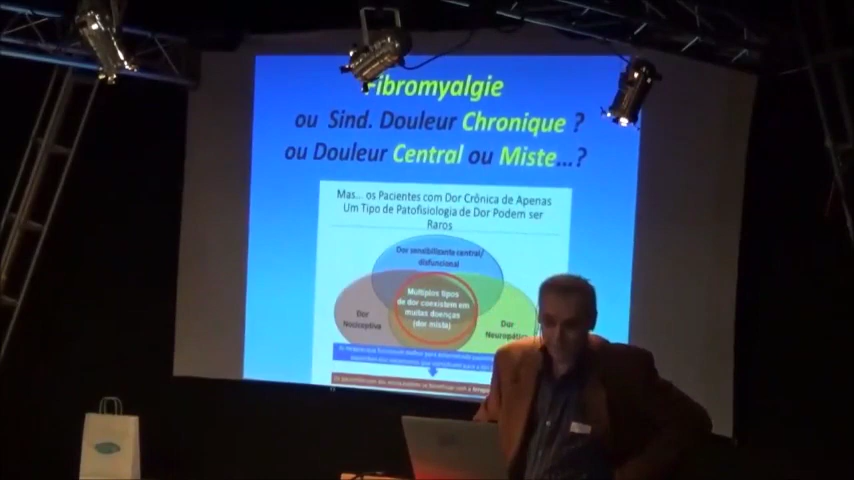 Fibromyalgie
ou Sind. Douleur Chronique ?
ou Douleur Central ou Miste...?
Mas... os Pacientes com Dor Crônica de Apenas
Um Tipo de Patofisiologia de Dor Podem ser
Raros
Dor sensibilizante central/
disfuncional
Múltiplos tipos
de dor coexistem em
muitas doenças
(dor mista)
Dor
Nociceptiva
Dor
Neuropática